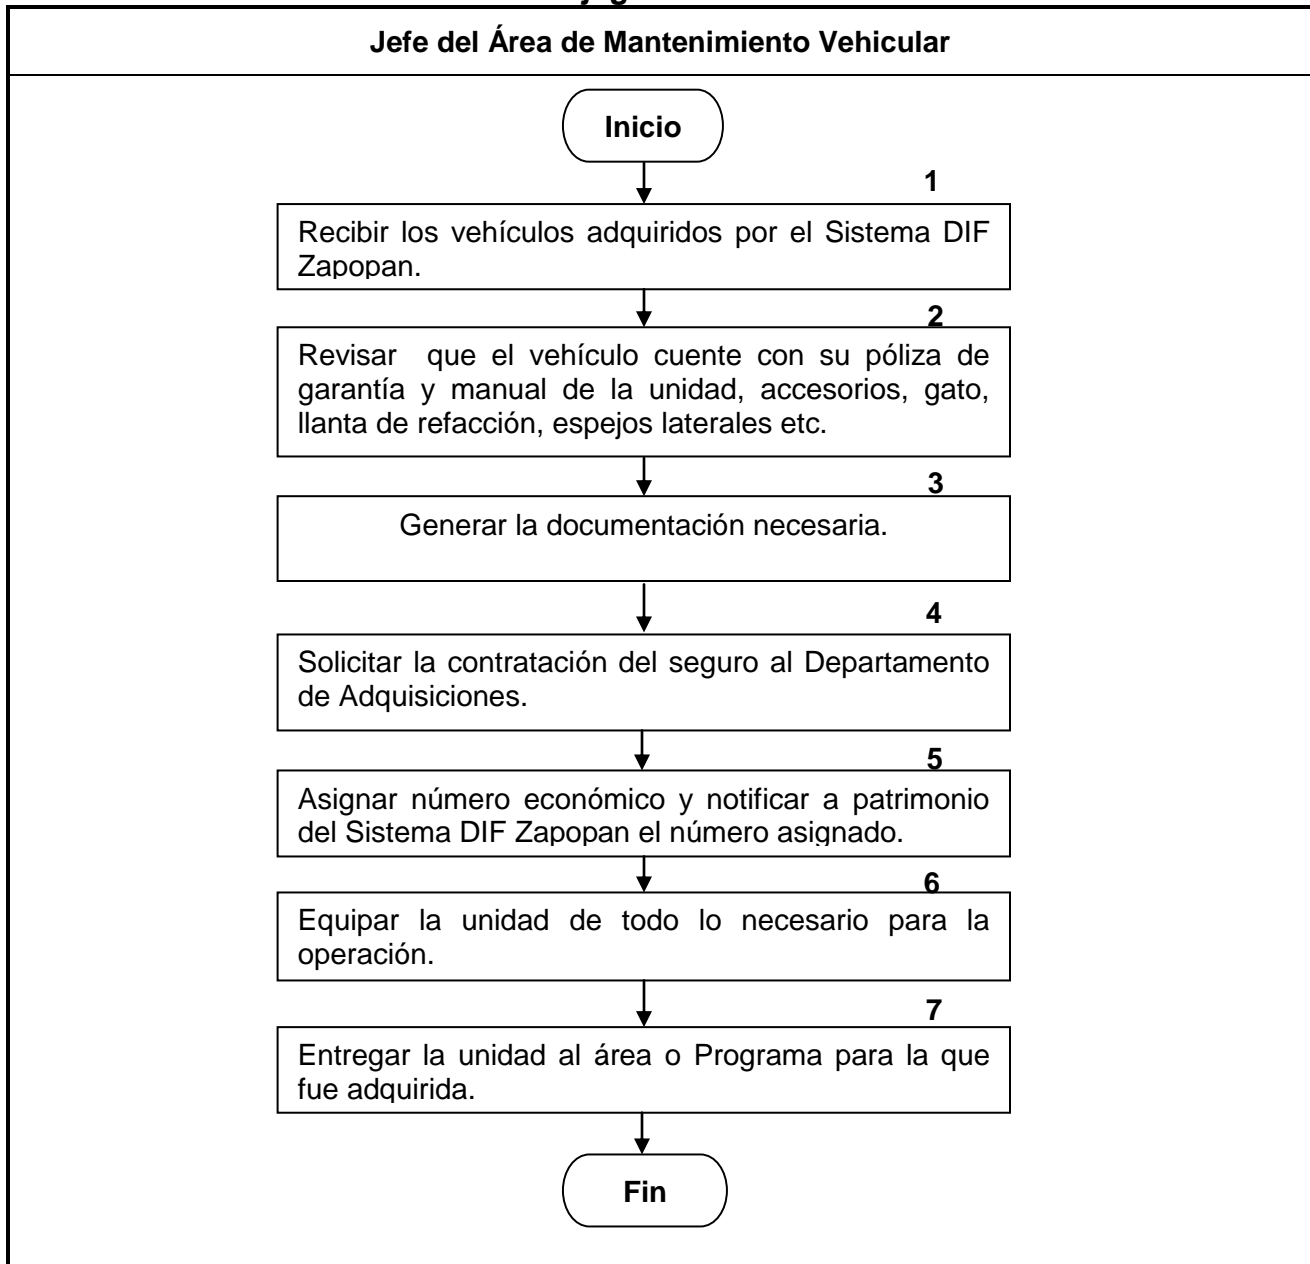 Jefe del Área de Mantenimiento Vehicular
Inicio
1
Recibir los vehículos adquiridos por el Sistema DIF
Zapopan.
2
Revisar que el vehículo cuente con su póliza de
garantía y manual de la unidad, accesorios, gato,
llanta de refacción, espejos laterales etc.
3
Generar la documentación necesaria.
4
Solicitar la contratación del seguro al Departamento
de Adquisiciones.
5
Asignar número económico y notificar a patrimonio
del Sistema DIF Zapopan el número asignado.
6
Equipar la unidad de todo lo necesario para la
operación.
7
Entregar la unidad al área o Programa para la que
fue adquirida.
Fin